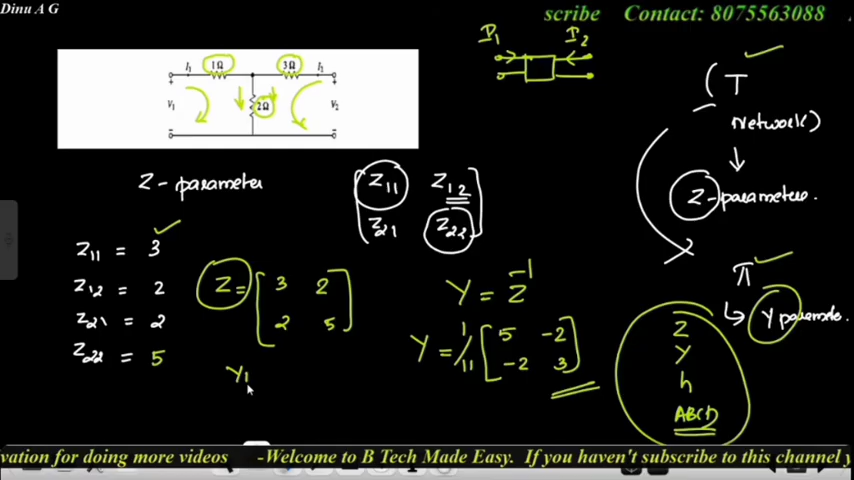 Dinu A G
scribe Contact: 8075563088
I1 I2
I1 1Ω 3Ω I2
+ +
V1 2Ω V2
- -
(T
Network)
Z-parameters.
π
Y parameter.
Z
Y
h
ABCD
Z-parameter
Z11 Z12
Z21 Z22
Z11 = 3
Z12 = 2
Z21 = 2
Z22 = 5
Z = [3 2
2 5]
Y = Z-1
Y = 1/11 [5 -2
-2 3]
Y1
vation for doing more videos -Welcome to B Tech Made Easy. If you haven't subscribe to this channel y